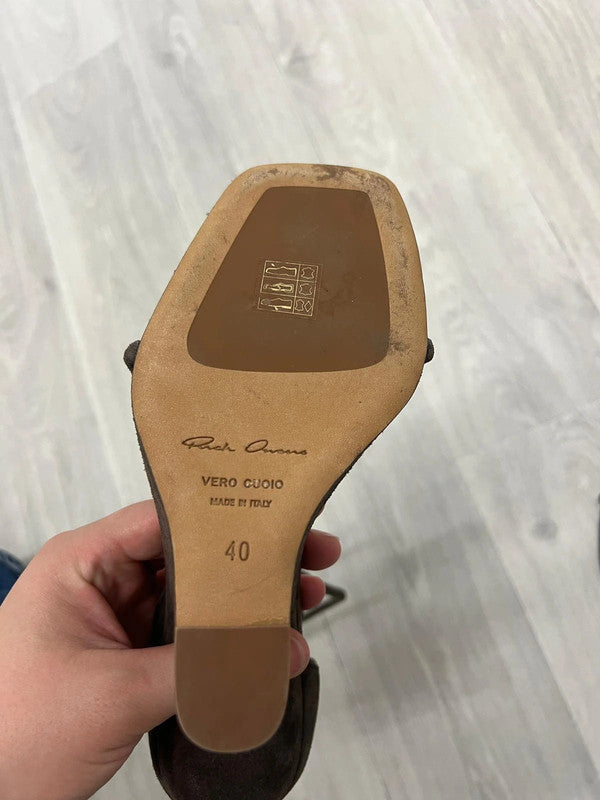 Rick Owens
VERO CUOIO
MADE IN ITALY
40